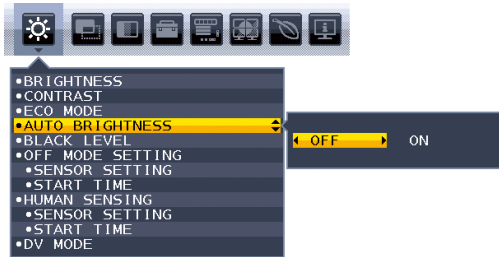 •BRIGHTNESS
•CONTRAST
•ECO MODE
•AUTO BRIGHTNESS
OFF ON
•BLACK LEVEL
•OFF MODE SETTING
•SENSOR SETTING
•START TIME
•HUMAN SENSING
•SENSOR SETTING
•START TIME
•DV MODE